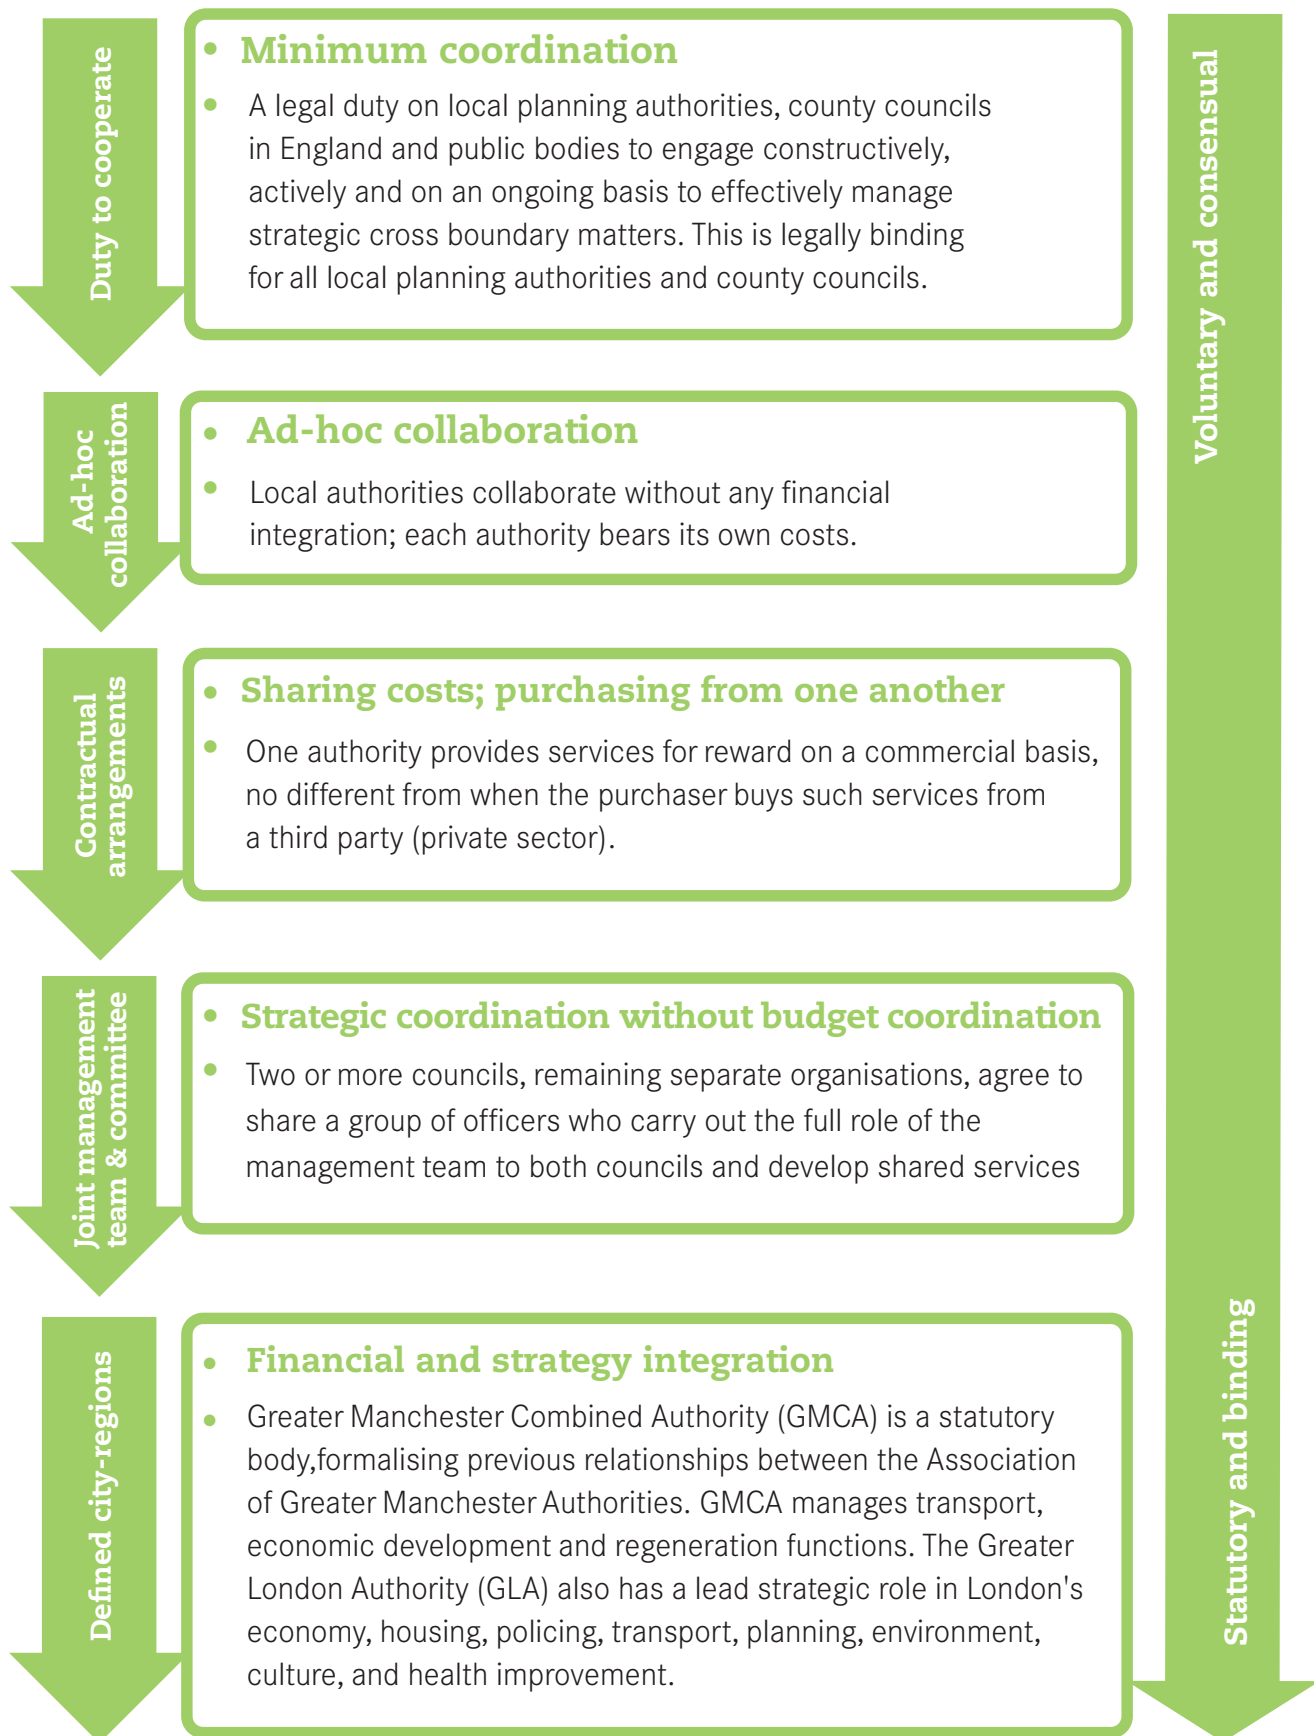 Duty to cooperate
• Minimum coordination
• A legal duty on local planning authorities, county councils
in England and public bodies to engage constructively,
actively and on an ongoing basis to effectively manage
strategic cross boundary matters. This is legally binding
for all local planning authorities and county councils.
Voluntary and consensual
Ad-hoc
collaboration
• Ad-hoc collaboration
• Local authorities collaborate without any financial
integration; each authority bears its own costs.
Contractual
arrangements
• Sharing costs; purchasing from one another
• One authority provides services for reward on a commercial basis,
no different from when the purchaser buys such services from
a third party (private sector).
Joint management
team & committee
• Strategic coordination without budget coordination
• Two or more councils, remaining separate organisations, agree to
share a group of officers who carry out the full role of the
management team to both councils and develop shared services
Defined city-regions
• Financial and strategy integration
• Greater Manchester Combined Authority (GMCA) is a statutory
body,formalising previous relationships between the Association
of Greater Manchester Authorities. GMCA manages transport,
economic development and regeneration functions. The Greater
London Authority (GLA) also has a lead strategic role in London's
economy, housing, policing, transport, planning, environment,
culture, and health improvement.
Statutory and binding